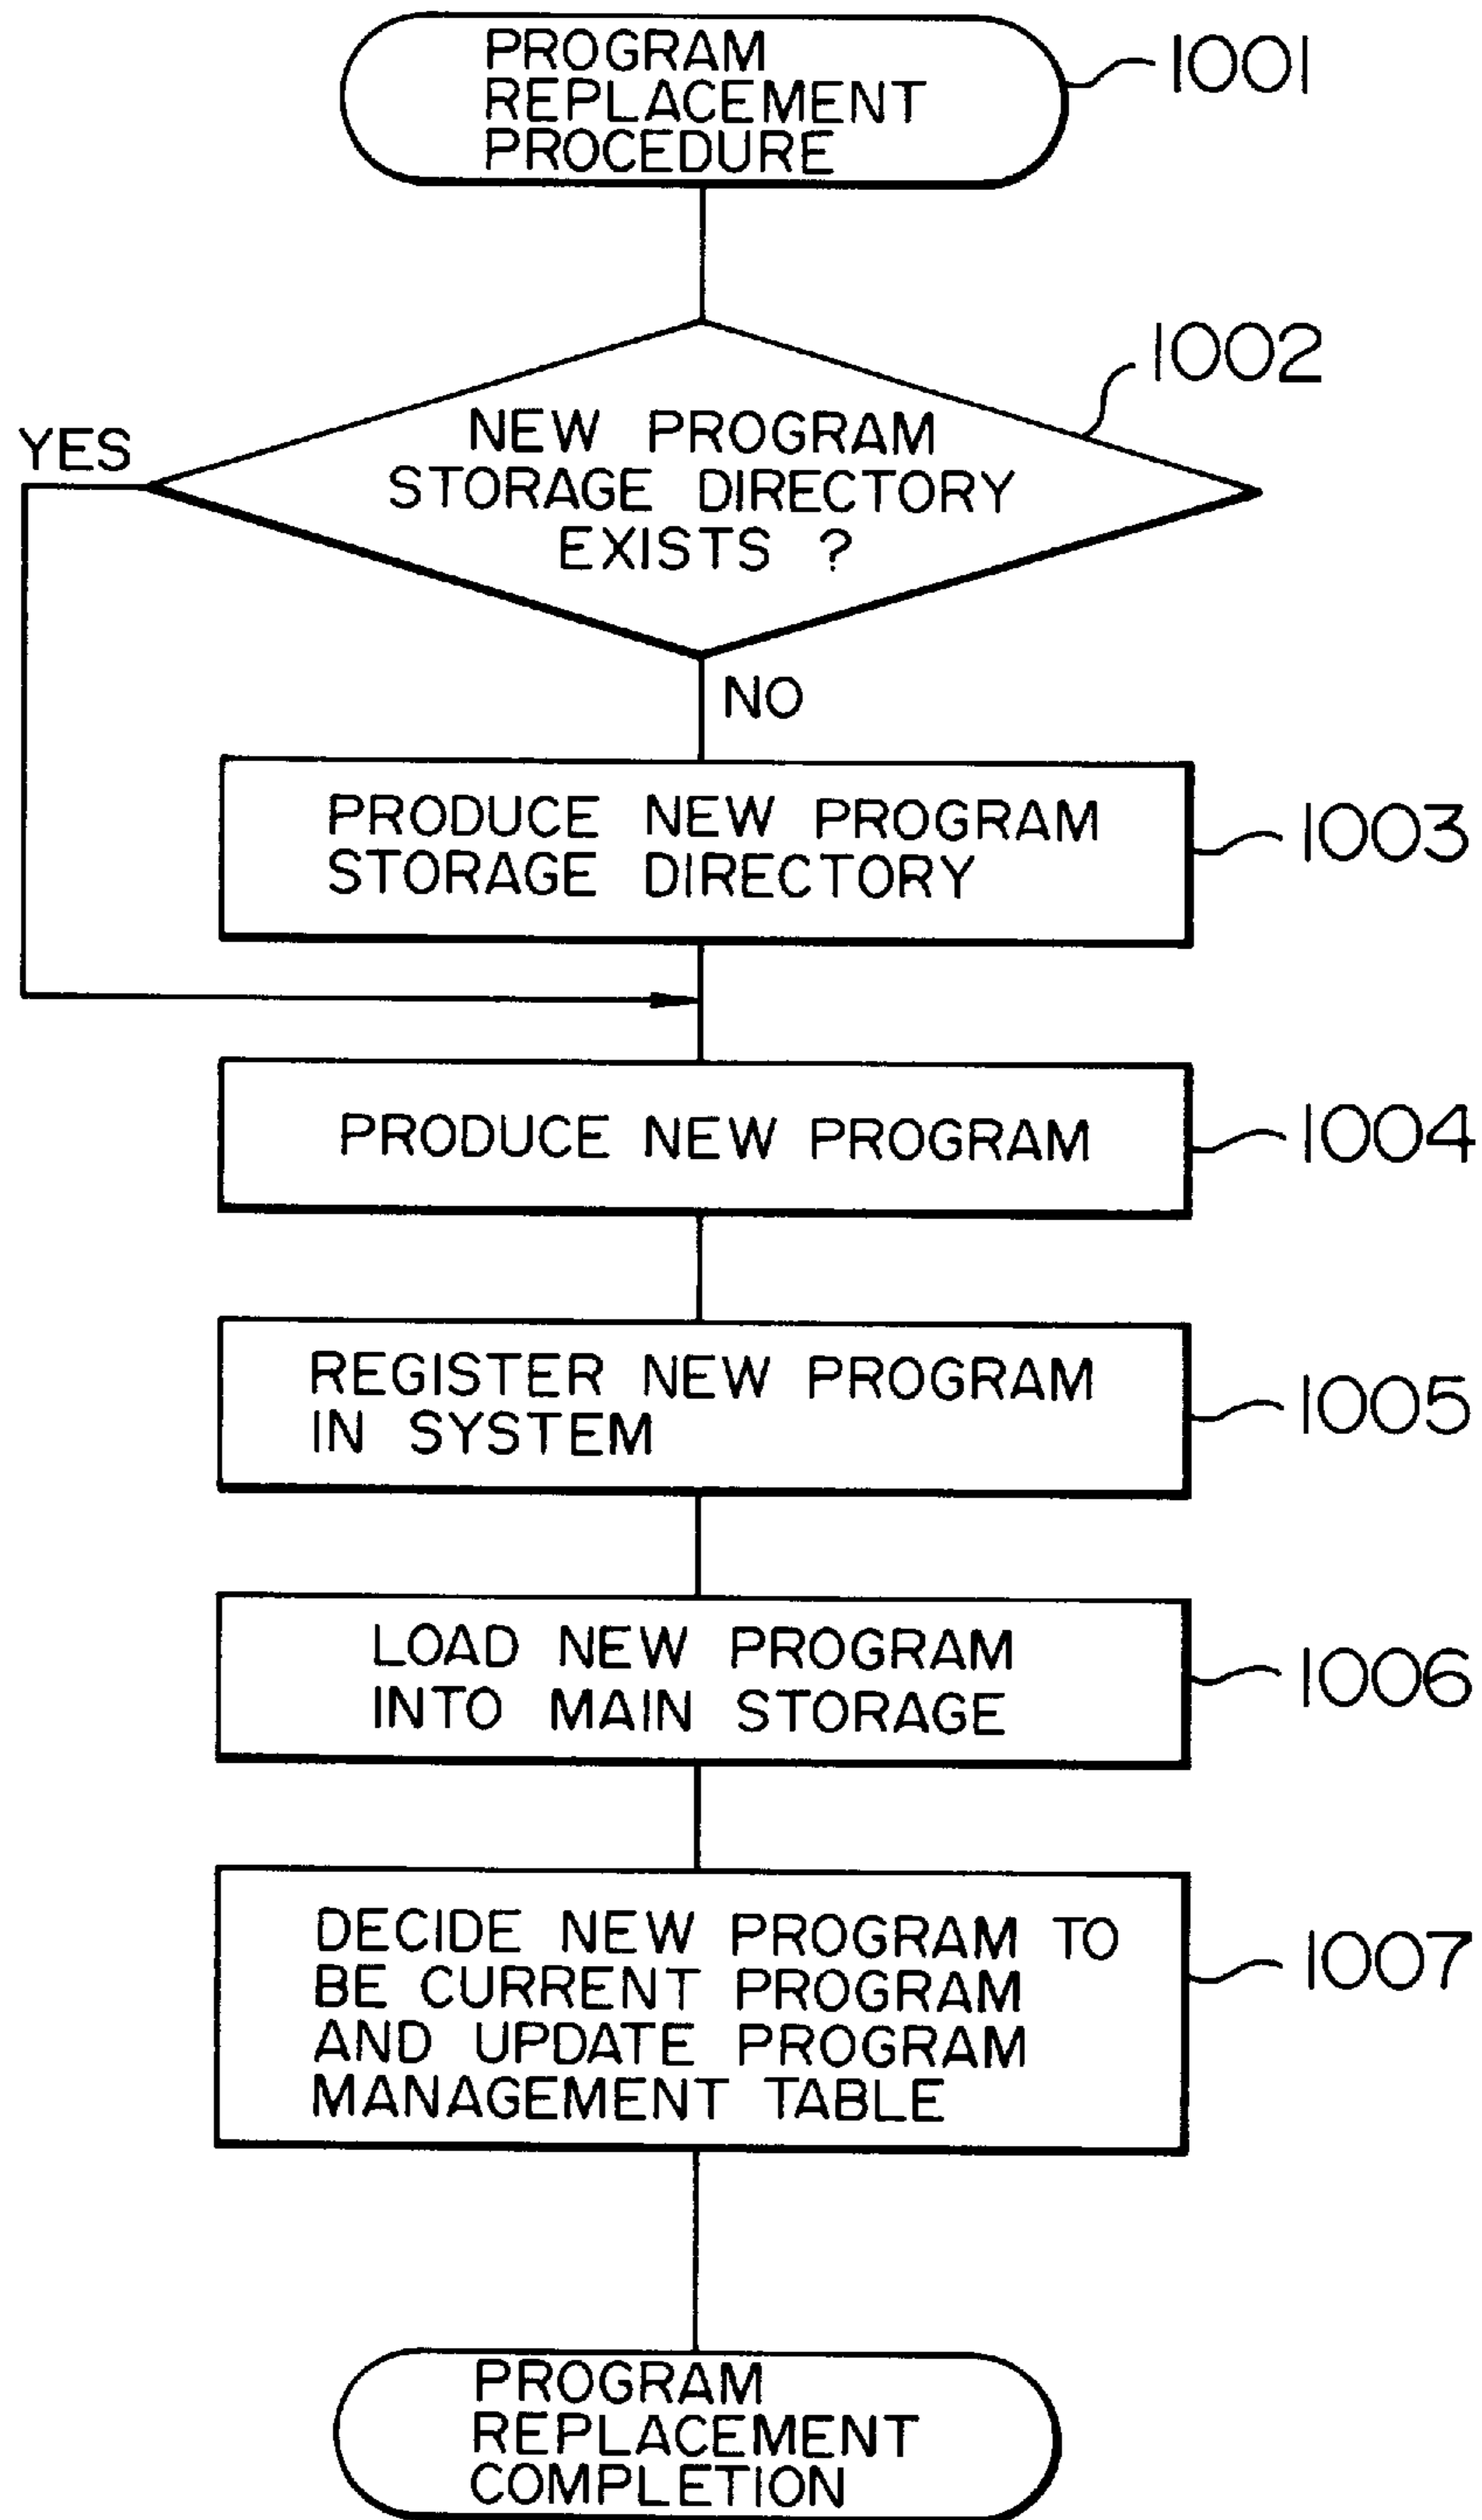 PROGRAM
REPLACEMENT
PROCEDURE
1001
1002
NEW PROGRAM
STORAGE DIRECTORY
EXISTS ?
YES
NO
PRODUCE NEW PROGRAM
STORAGE DIRECTORY
1003
PRODUCE NEW PROGRAM
1004
REGISTER NEW PROGRAM
IN SYSTEM
1005
LOAD NEW PROGRAM
INTO MAIN STORAGE
1006
DECIDE NEW PROGRAM TO
BE CURRENT PROGRAM
AND UPDATE PROGRAM
MANAGEMENT TABLE
1007
PROGRAM
REPLACEMENT
COMPLETION